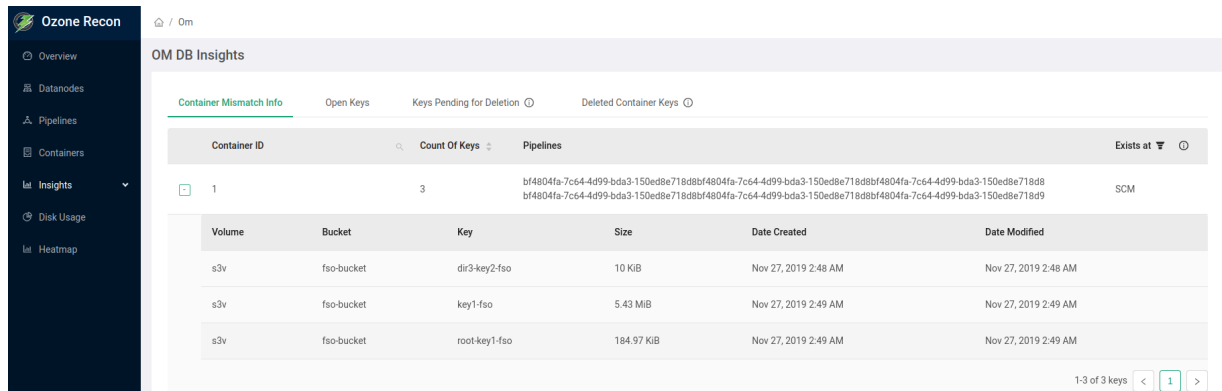 Ozone Recon
/ Om
Overview
OM DB Insights
Datanodes
Container Mismatch Info Open Keys Keys Pending for Deletion Deleted Container Keys
Pipelines
Containers
Container ID Count Of Keys Pipelines Exists at
Insights
1 3 bf4804fa-7c64-4d99-bda3-150ed8e718d8bf4804fa-7c64-4d99-bda3-150ed8e718d8bf4804fa-7c64-4d99-bda3-150ed8e718d8 SCM
bf4804fa-7c64-4d99-bda3-150ed8e718d8bf4804fa-7c64-4d99-bda3-150ed8e718d8bf4804fa-7c64-4d99-bda3-150ed8e718d9
Disk Usage
Volume Bucket Key Size Date Created Date Modified
Heatmap
s3v fso-bucket dir3-key2-fso 10 KiB Nov 27, 2019 2:48 AM Nov 27, 2019 2:48 AM
s3v fso-bucket key1-fso 5.43 MiB Nov 27, 2019 2:49 AM Nov 27, 2019 2:49 AM
s3v fso-bucket root-key1-fso 184.97 KiB Nov 27, 2019 2:49 AM Nov 27, 2019 2:49 AM
1-3 of 3 keys < 1 >